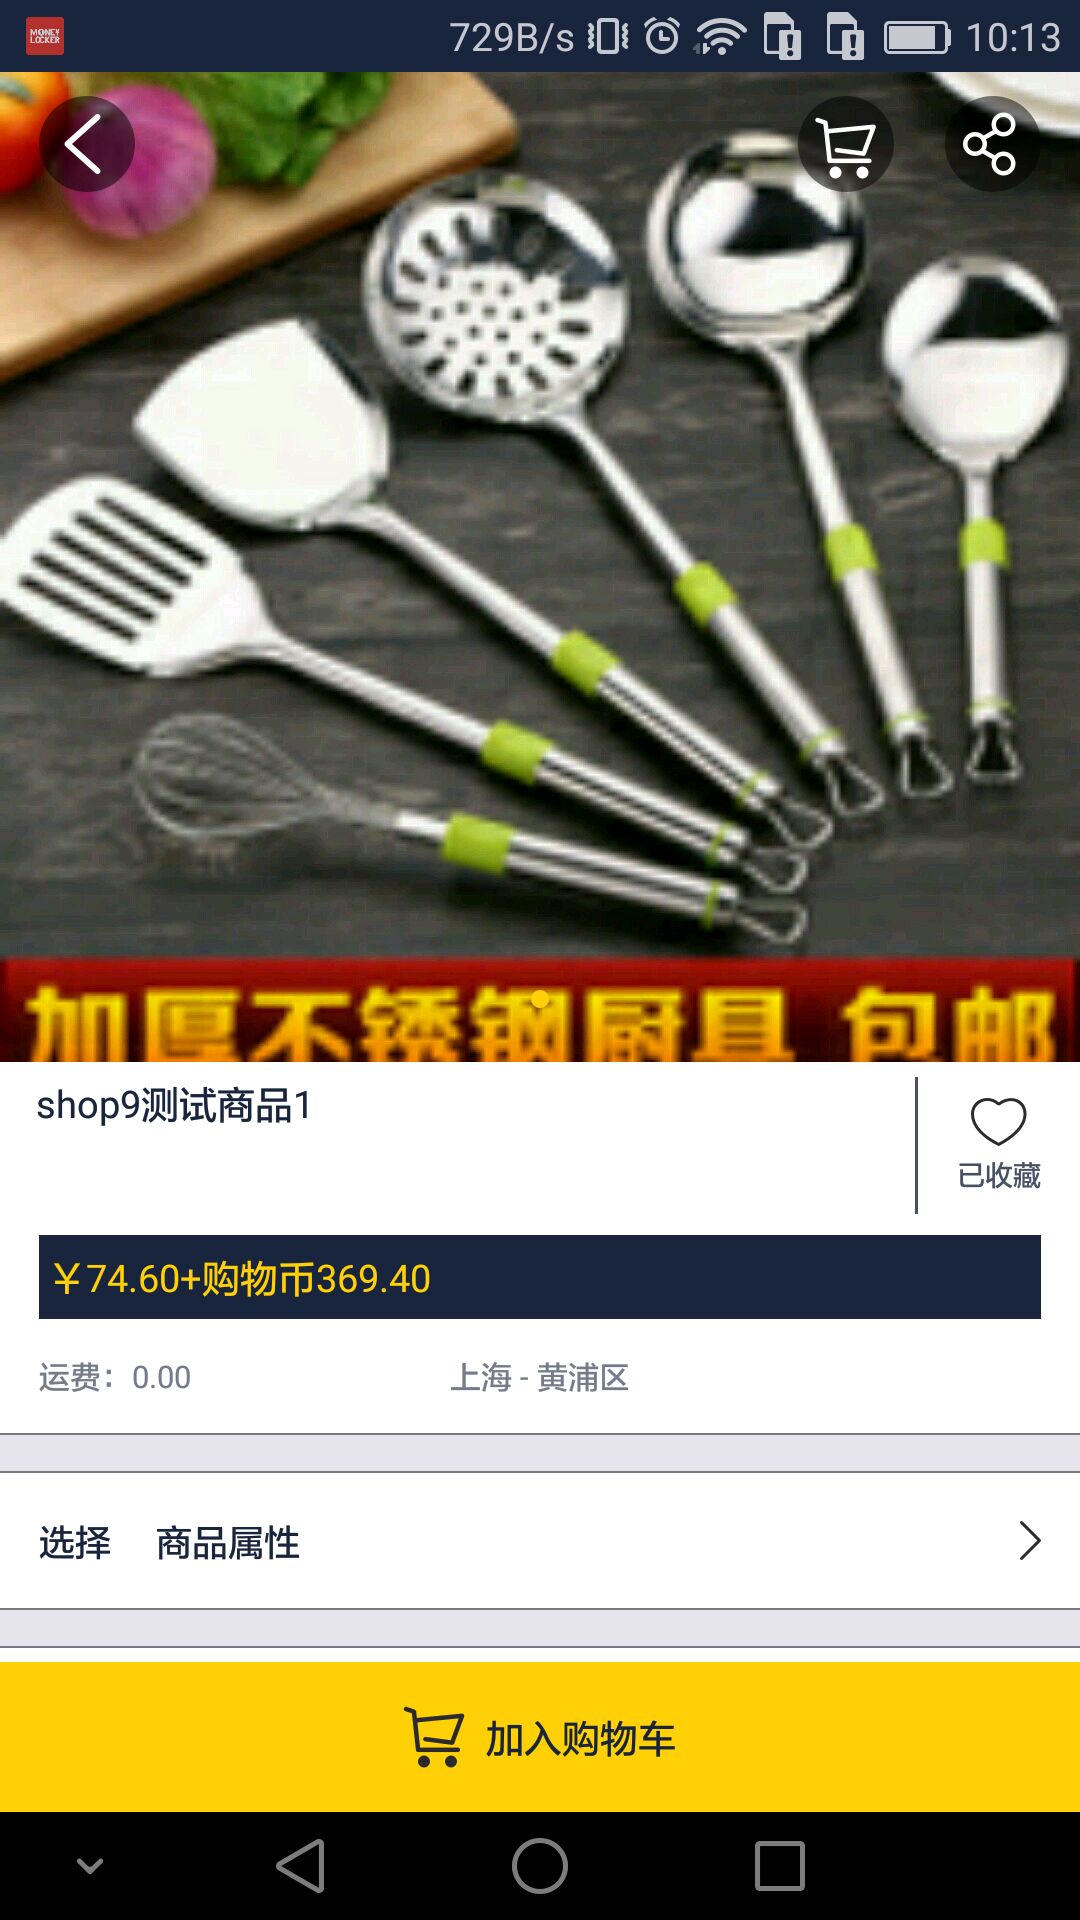 MONEY
LOCKER
729B/s
10:13
加厚不锈钢厨具 包邮
shop9测试商品1
已收藏
￥74.60+购物币369.40
运费：0.00
上海 - 黄浦区
选择 商品属性
加入购物车